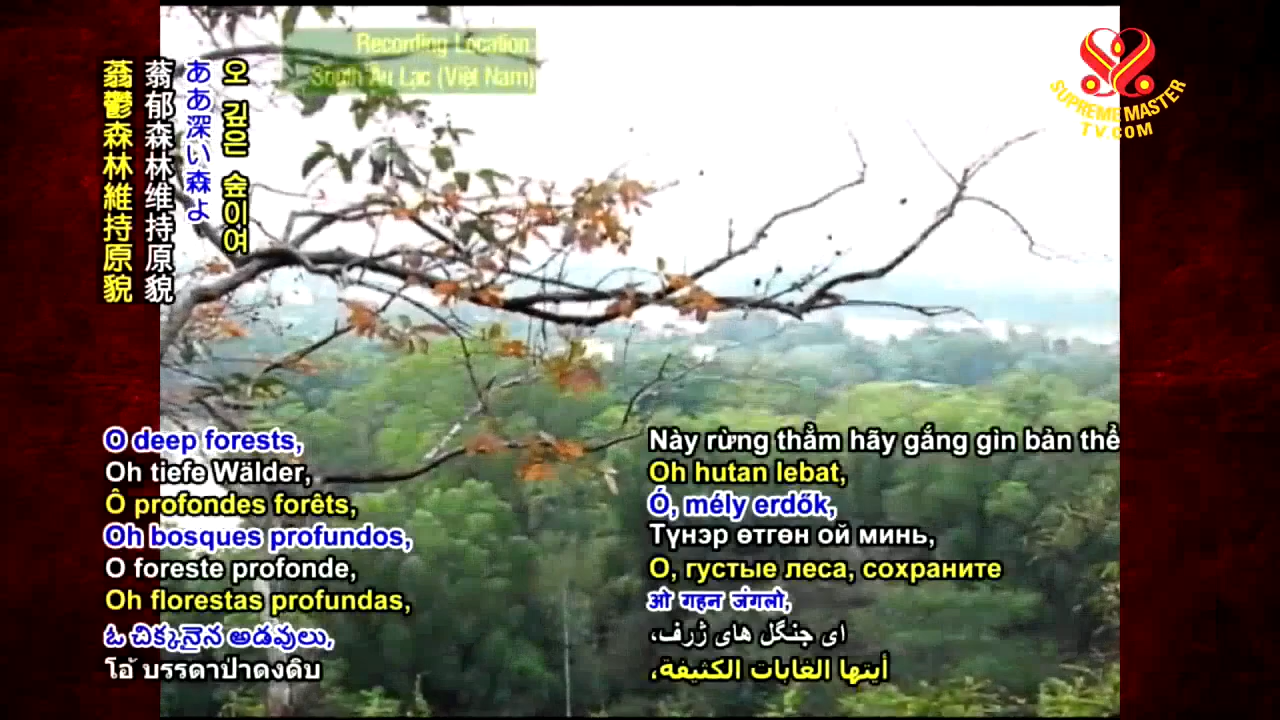 Recording Location:
South Âu Lạc (Việt Nam)
SUPREME MASTER
TV.COM
오 깊은 숲이여
ああ深い森よ
蓊郁森林维持原貌
蓊鬱森林維持原貌
O deep forests,
Oh tiefe Wälder,
Ô profondes forêts,
Oh bosques profundos,
O foreste profonde,
Oh florestas profundas,
ఓ చిక్కనైన అడవులు,
โอ้ บรรดาป่าดงดิบ
Này rừng thẳm hãy gắng gìn bản thể
Oh hutan lebat,
Ó, mély erdők,
Түнэр өтгөн ой минь,
О, густые леса, сохраните
ओ गहन जंगलो,
ای جنگل های ژرف،
أيتها الغابات الكثيفة،